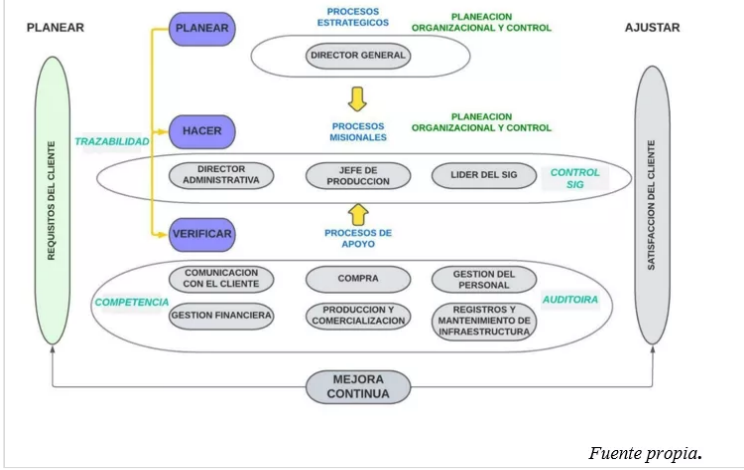 PLANEAR
PLANEAR
PROCESOS
ESTRATEGICOS
PLANEACION
ORGANIZACIONAL Y CONTROL
AJUSTAR
DIRECTOR GENERAL
TRAZABILIDAD
HACER
PROCESOS
MISIONALES
PLANEACION
ORGANIZACIONAL Y CONTROL
REQUISITOS DEL CLIENTE
DIRECTOR
ADMINISTRATIVA
JEFE DE
PRODUCCION
LIDER DEL SIG
CONTROL
SIG
SATISFACCION DEL CLIENTE
VERIFICAR
PROCESOS DE
APOYO
COMUNICACION
CON EL CLIENTE
COMPRA
GESTION DEL
PERSONAL
COMPETENCIA
AUDITOIRA
GESTION FINANCIERA
PRODUCCION Y
COMERCIALIZACION
REGISTROS Y
MANTENIMIENTO DE
INFRAESTRUCTURA
MEJORA
CONTINUA
Fuente propia.